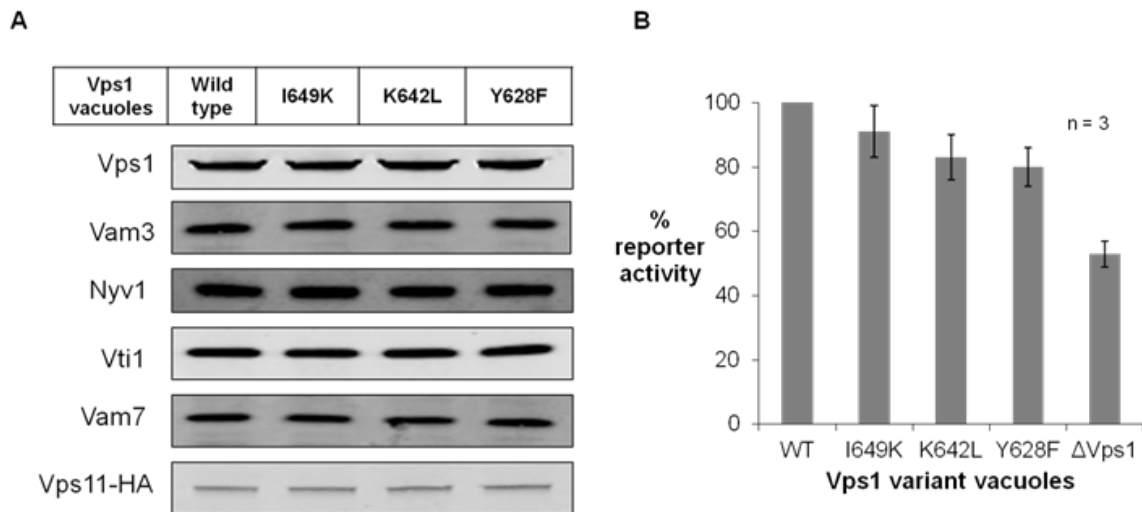 A
Vps1 vacuoles
Wild type
I649K
K642L
Y628F
Vps1
Vam3
Nyv1
Vti1
Vam7
Vps11-HA
B
% reporter activity
100
80
60
40
20
0
n = 3
WT I649K K642L Y628F ΔVps1
Vps1 variant vacuoles